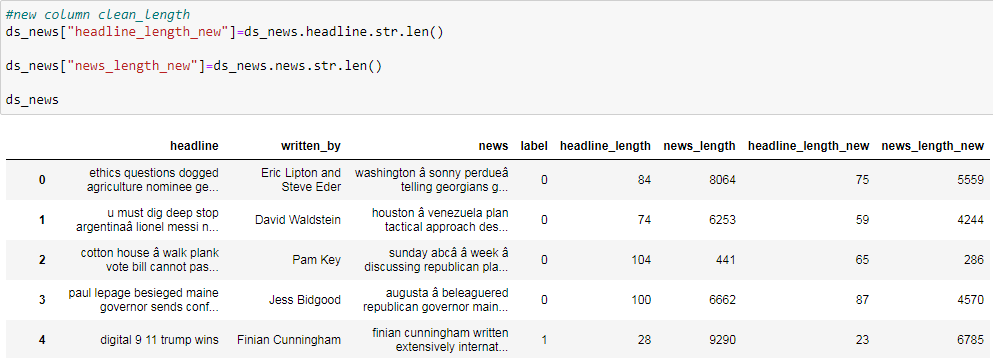 #new column clean_length
ds_news["headline_length_new"]=ds_news.headline.str.len()
ds_news["news_length_new"]=ds_news.news.str.len()
ds_news
headline written_by news label headline_length news_length headline_length_new news_length_new
0 ethics questions dogged agriculture nominee ge... Eric Lipton and Steve Eder washington â sonny perdueâ telling georgians g... 0 84 8064 75 5559
1 u must dig deep stop argentinaâ lionel messi n... David Waldstein houston â venezuela plan tactical approach des... 0 74 6253 59 4244
2 cotton house â walk plank vote bill cannot pas... Pam Key sunday abcâ â week â discussing republican pla... 0 104 441 65 286
3 paul lepage besieged maine governor sends conf... Jess Bidgood augusta â beleaguered republican governor main... 0 100 6662 87 4570
4 digital 9 11 trump wins Finian Cunningham finian cunningham written extensively internat... 1 28 9290 23 6785